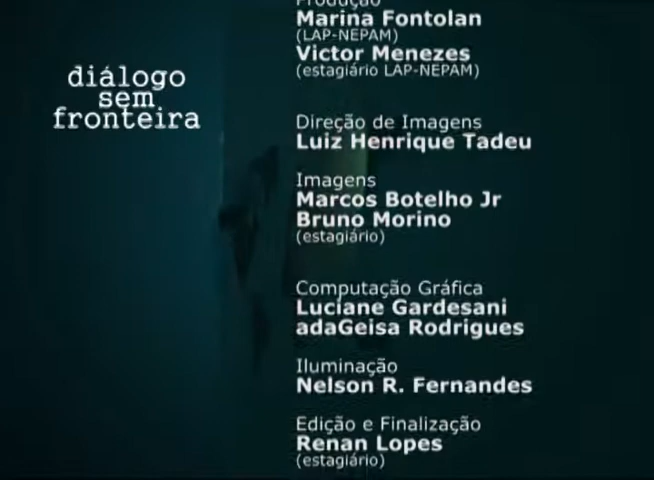 Produção
Marina Fontolan
(LAP-NEPAM)
Victor Menezes
(estagiário LAP-NEPAM)
diálogo
sem
fronteira
Direção de Imagens
Luiz Henrique Tadeu
Imagens
Marcos Botelho Jr
Bruno Morino
(estagiário)
Computação Gráfica
Luciane Gardesani
adaGeisa Rodrigues
Iluminação
Nelson R. Fernandes
Edição e Finalização
Renan Lopes
(estagiário)